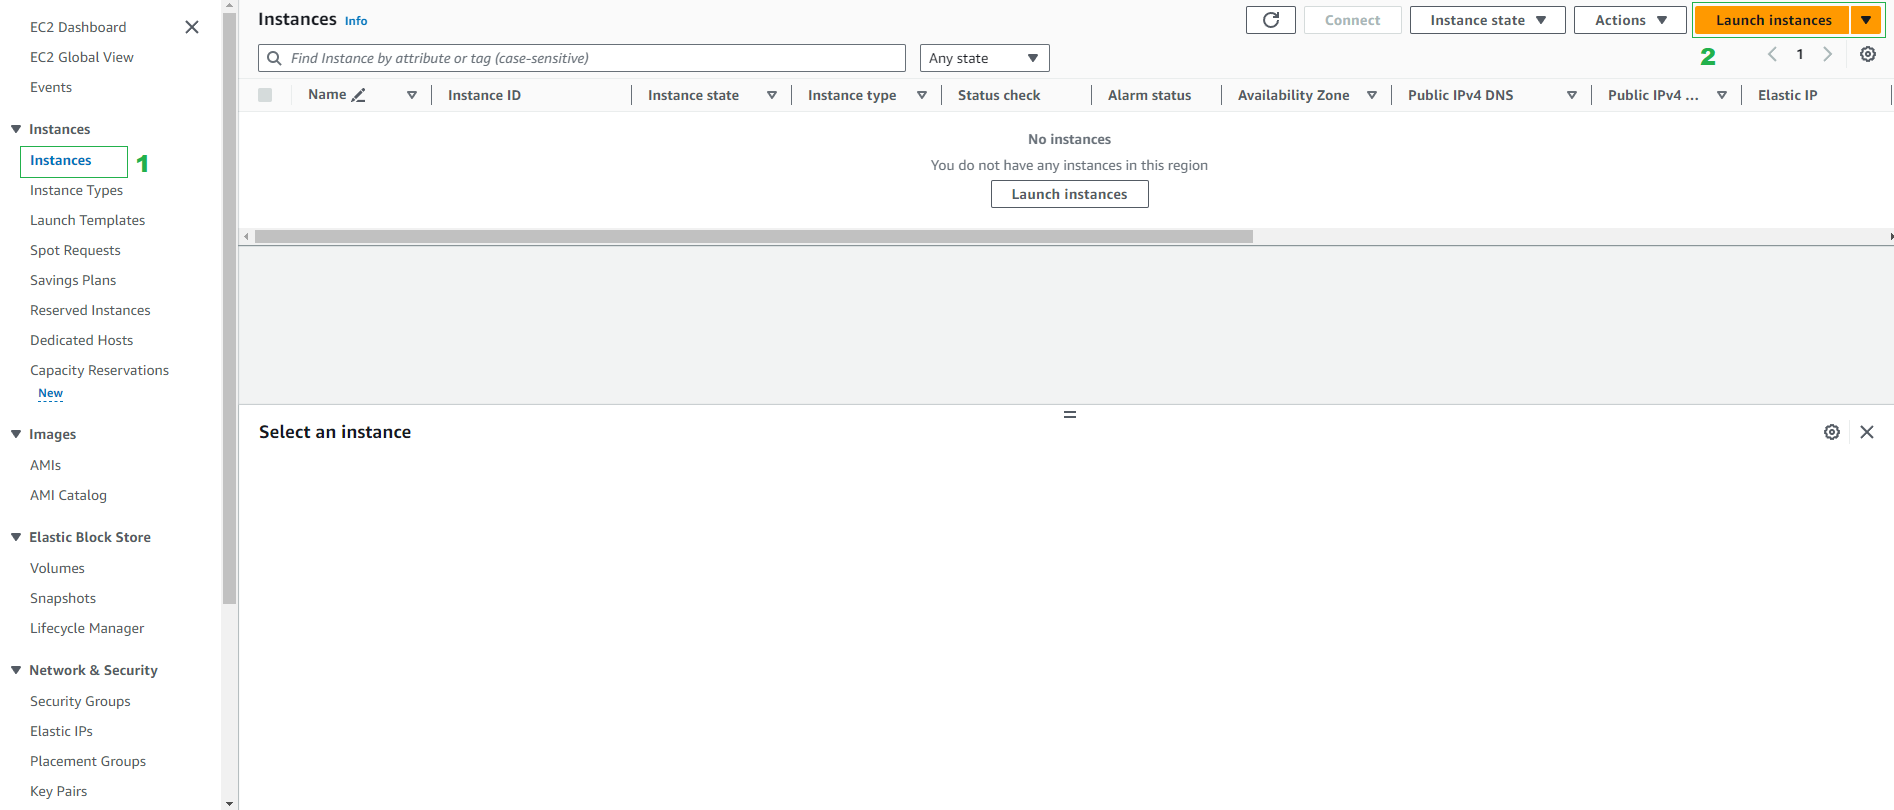 EC2 Dashboard
EC2 Global View
Events
Instances
Instances 1
Instance Types
Launch Templates
Spot Requests
Savings Plans
Reserved Instances
Dedicated Hosts
Capacity Reservations
New
Images
AMIs
AMI Catalog
Elastic Block Store
Volumes
Snapshots
Lifecycle Manager
Network & Security
Security Groups
Elastic IPs
Placement Groups
Key Pairs
Instances Info
Connect Instance state Actions Launch instances
Find Instance by attribute or tag (case-sensitive) Any state 2 1
Name Instance ID Instance state Instance type Status check Alarm status Availability Zone Public IPv4 DNS Public IPv4 ... Elastic IP
No instances
You do not have any instances in this region
Launch instances
Select an instance